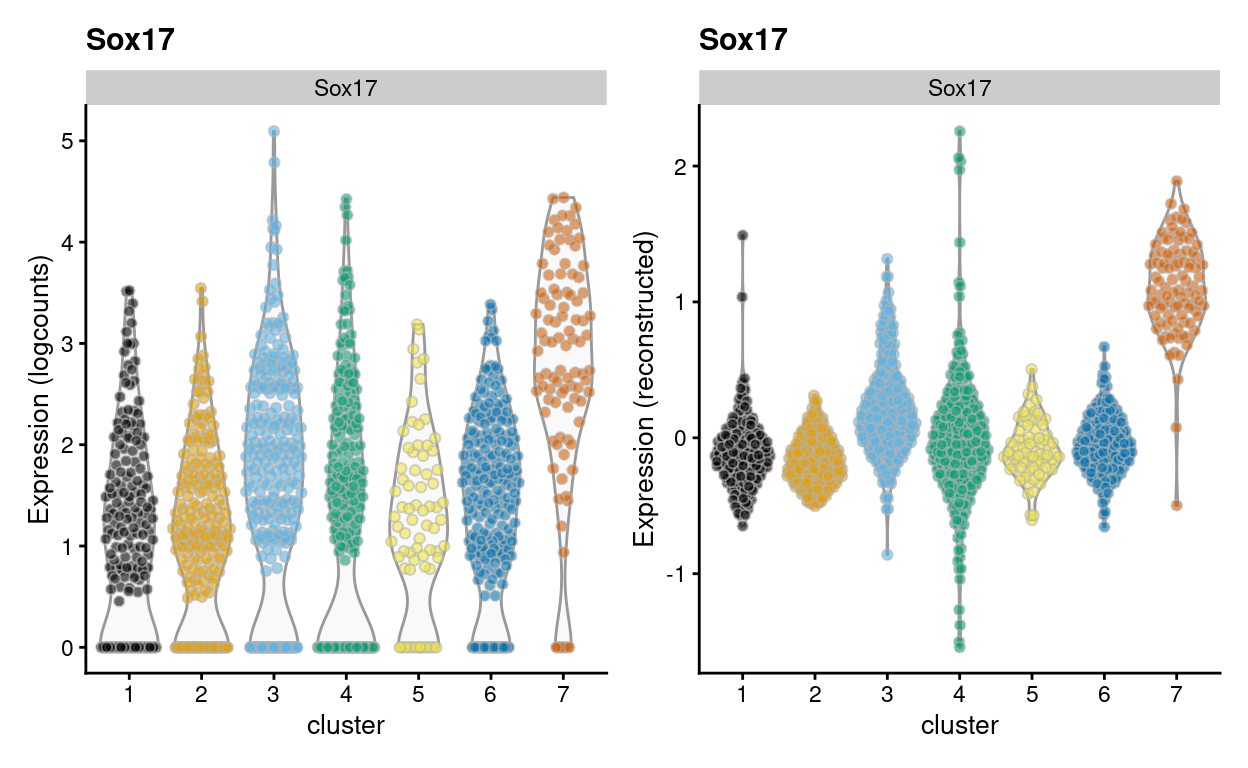 Sox17
Sox17
Expression (logcounts)
5
4
3
2
1
0
1 2 3 4 5 6 7
cluster
Sox17
Sox17
Expression (reconstructed)
2
1
0
-1
1 2 3 4 5 6 7
cluster